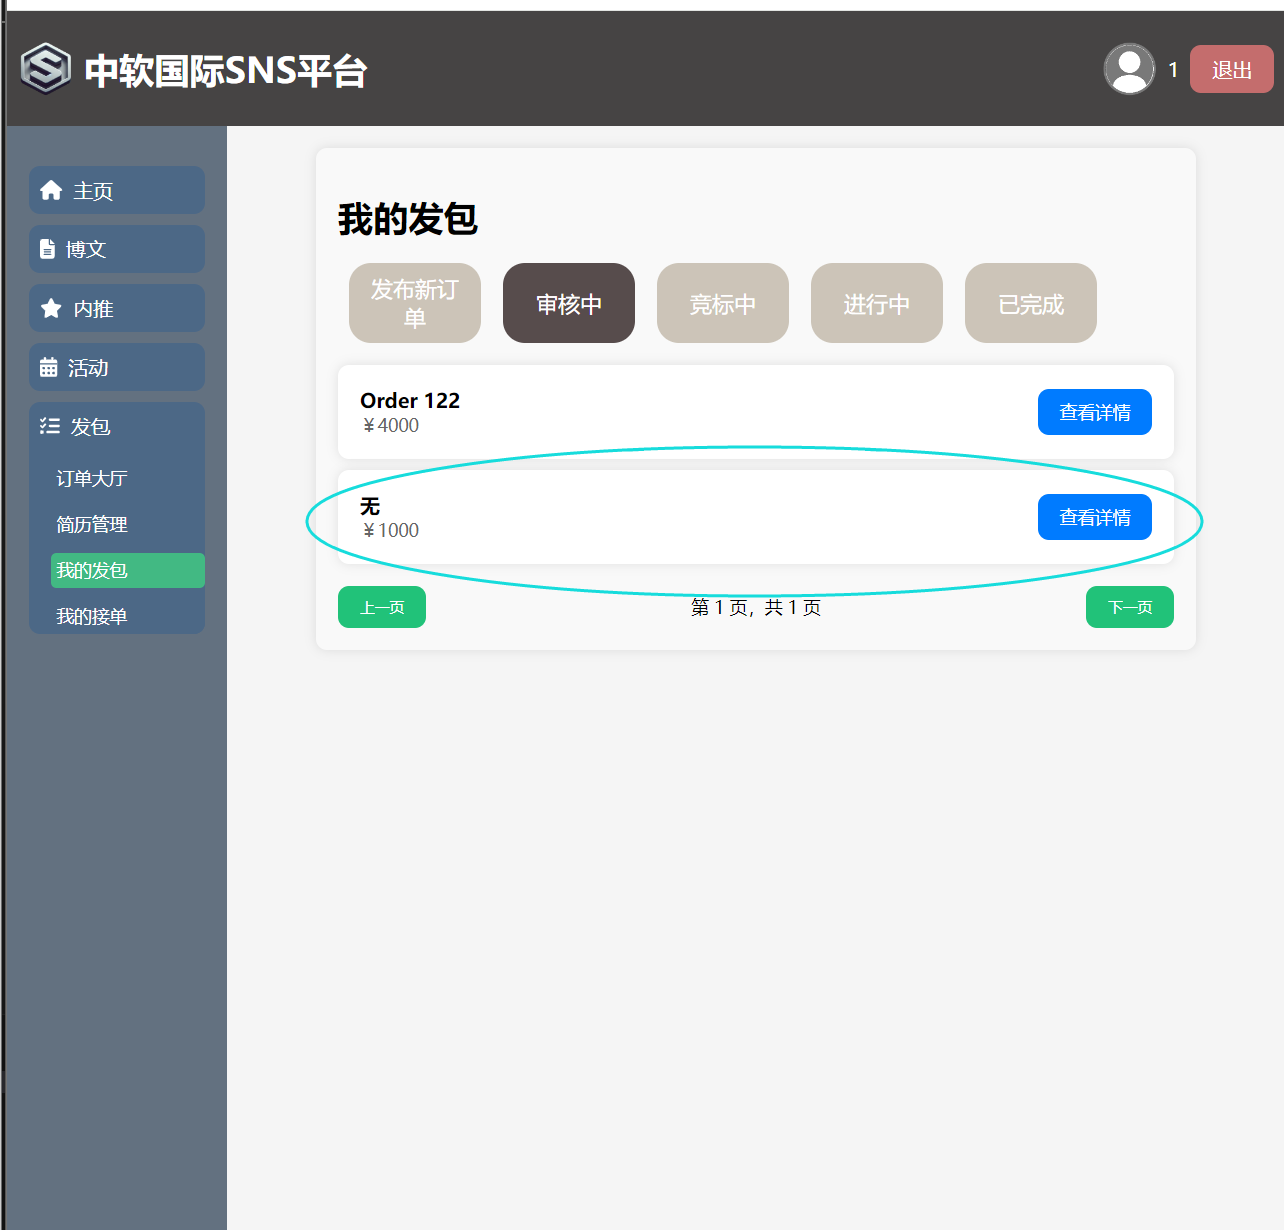 中软国际SNS平台
1
退出
主页
博文
内推
活动
发包
订单大厅
简历管理
我的发包
我的接单
我的发包
发布新订
单
审核中
竞标中
进行中
已完成
Order 122
￥4000
查看详情
无
￥1000
查看详情
上一页
第 1 页，共 1 页
下一页